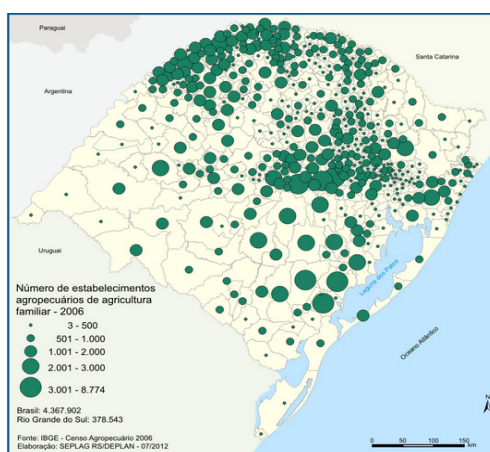 Paraguai
Santa Catarina
Argentina
Uruguai
Laguna dos Patos
Oceano Atlântico
Número de estabelecimentos
agropecuários de agricultura
familiar - 2006
3 - 500
501 - 1.000
1.001 - 2.000
2.001 - 3.000
3.001 - 8.774
Brasil: 4.367.902
Rio Grande do Sul: 378.543
Fonte: IBGE - Censo Agropecuário 2006
Elaboração: SEPLAG RS/DEPLAN - 07/2012
N
0 50 100 150
km